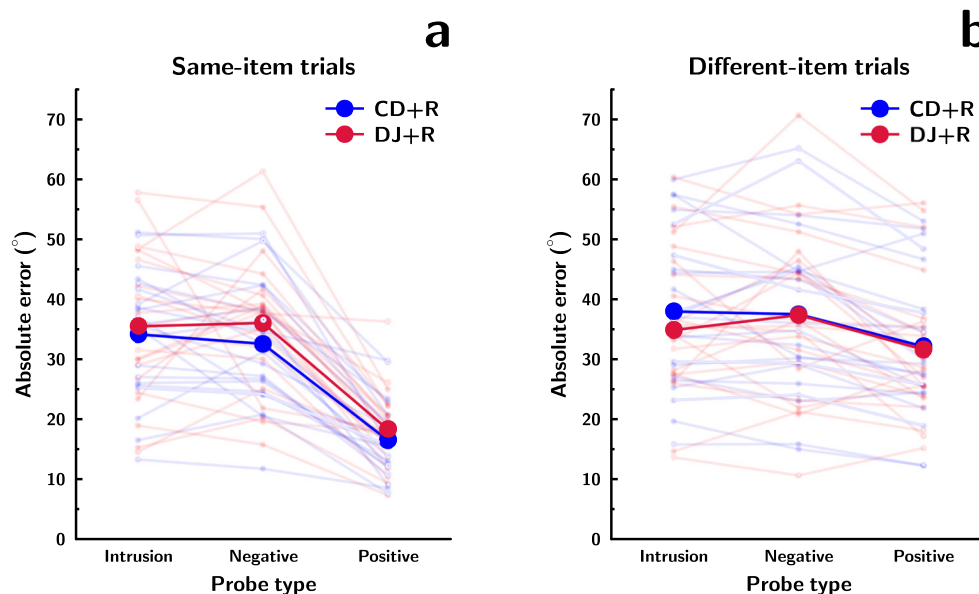 a
Same-item trials
CD+R
DJ+R
Absolute error (°)
70
60
50
40
30
20
10
0
Intrusion Negative Positive
Probe type
b
Different-item trials
CD+R
DJ+R
Absolute error (°)
70
60
50
40
30
20
10
0
Intrusion Negative Positive
Probe type